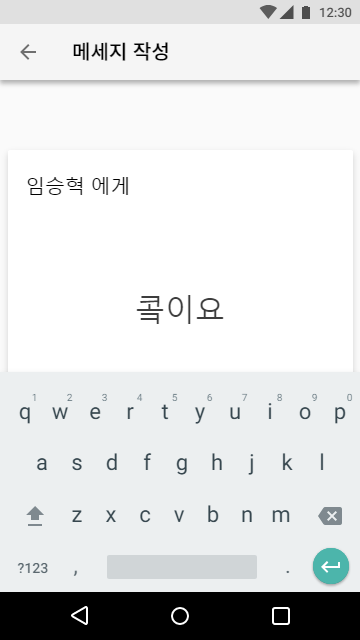 12:30
메세지 작성
임승혁 에게
콬이요
1 2 3 4 5 6 7 8 9 0
q w e r t y u i o p
a s d f g h j k l
z x c v b n m
?123 , .